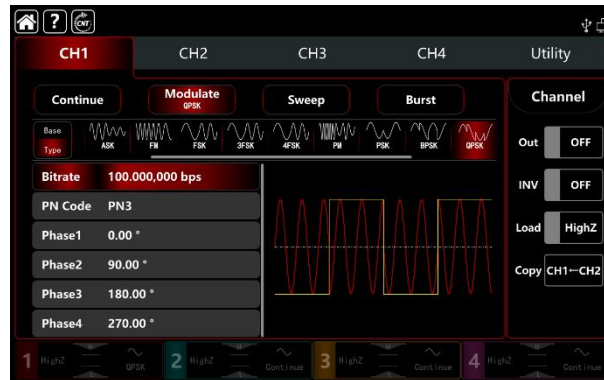 ? CNT
CH1 CH2 CH3 CH4 Utility
Continue Modulate QPSK Sweep Burst Channel
Base Type ASK FM FSK 3FSK 4FSK PM PSK BPSK QPSK
Out OFF
Bitrate 100.000,000 bps
INV OFF
PN Code PN3
Phase1 0.00 °
Load HighZ
Phase2 90.00 °
Copy CH1←CH2
Phase3 180.00 °
Phase4 270.00 °
1 HighZ QPSK 2 HighZ Continue 3 HighZ Continue 4 HighZ Continue